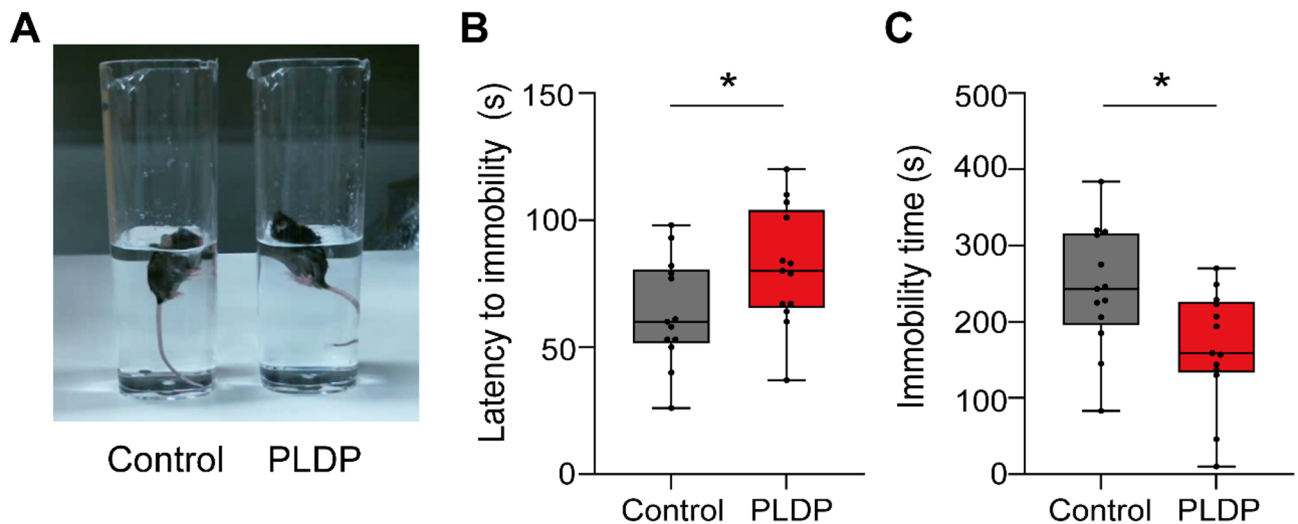 A
Control
PLDP
B
Latency to immobility (s)
*
150
100
50
0
Control
PLDP
C
Immobility time (s)
*
500
400
300
200
100
0
Control
PLDP